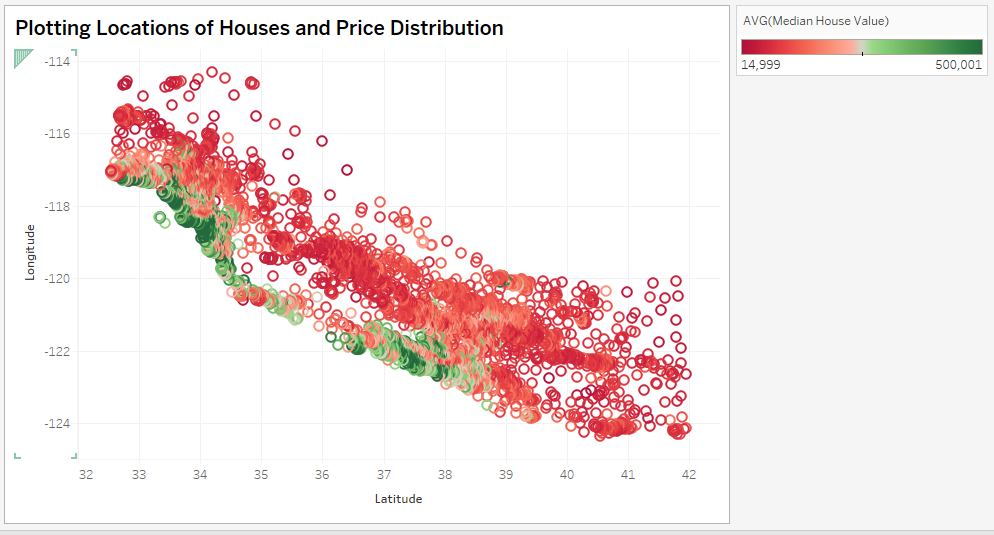 Plotting Locations of Houses and Price Distribution
AVG(Median House Value)
14,999 500,001
-114
-116
-118
-120
-122
-124
Longitude
32 33 34 35 36 37 38 39 40 41 42
Latitude